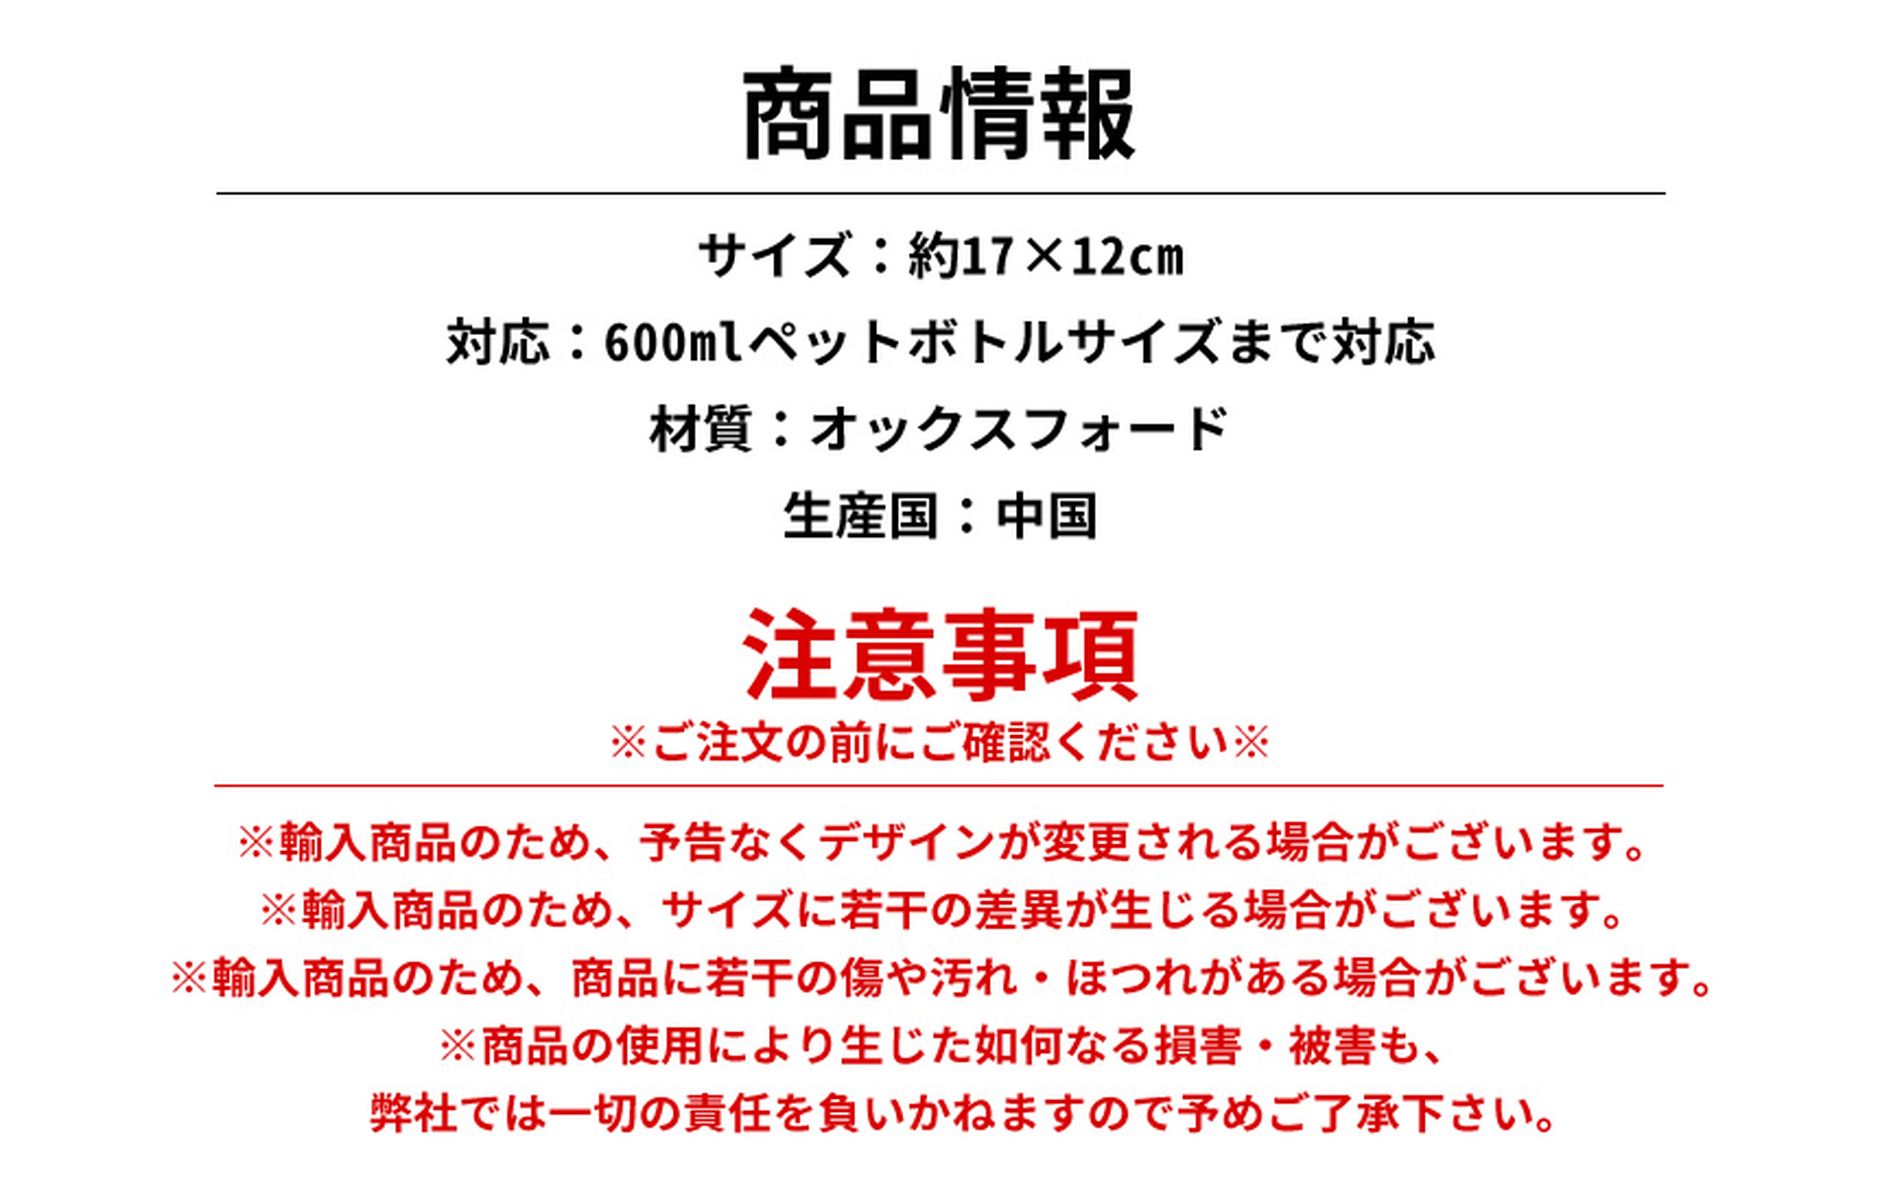 商品情報
サイズ：約17×12cm
対応：600mlペットボトルサイズまで対応
材質：オックスフォード
生産国：中国
注意事項
※ご注文の前にご確認ください※
※輸入商品のため、予告なくデザインが変更される場合がございます。
※輸入商品のため、サイズに若干の差異が生じる場合がございます。
※輸入商品のため、商品に若干の傷や汚れ・ほつれがある場合がございます。
※商品の使用により生じた如何なる損害・被害も、
弊社では一切の責任を負いかねますので予めご了承下さい。